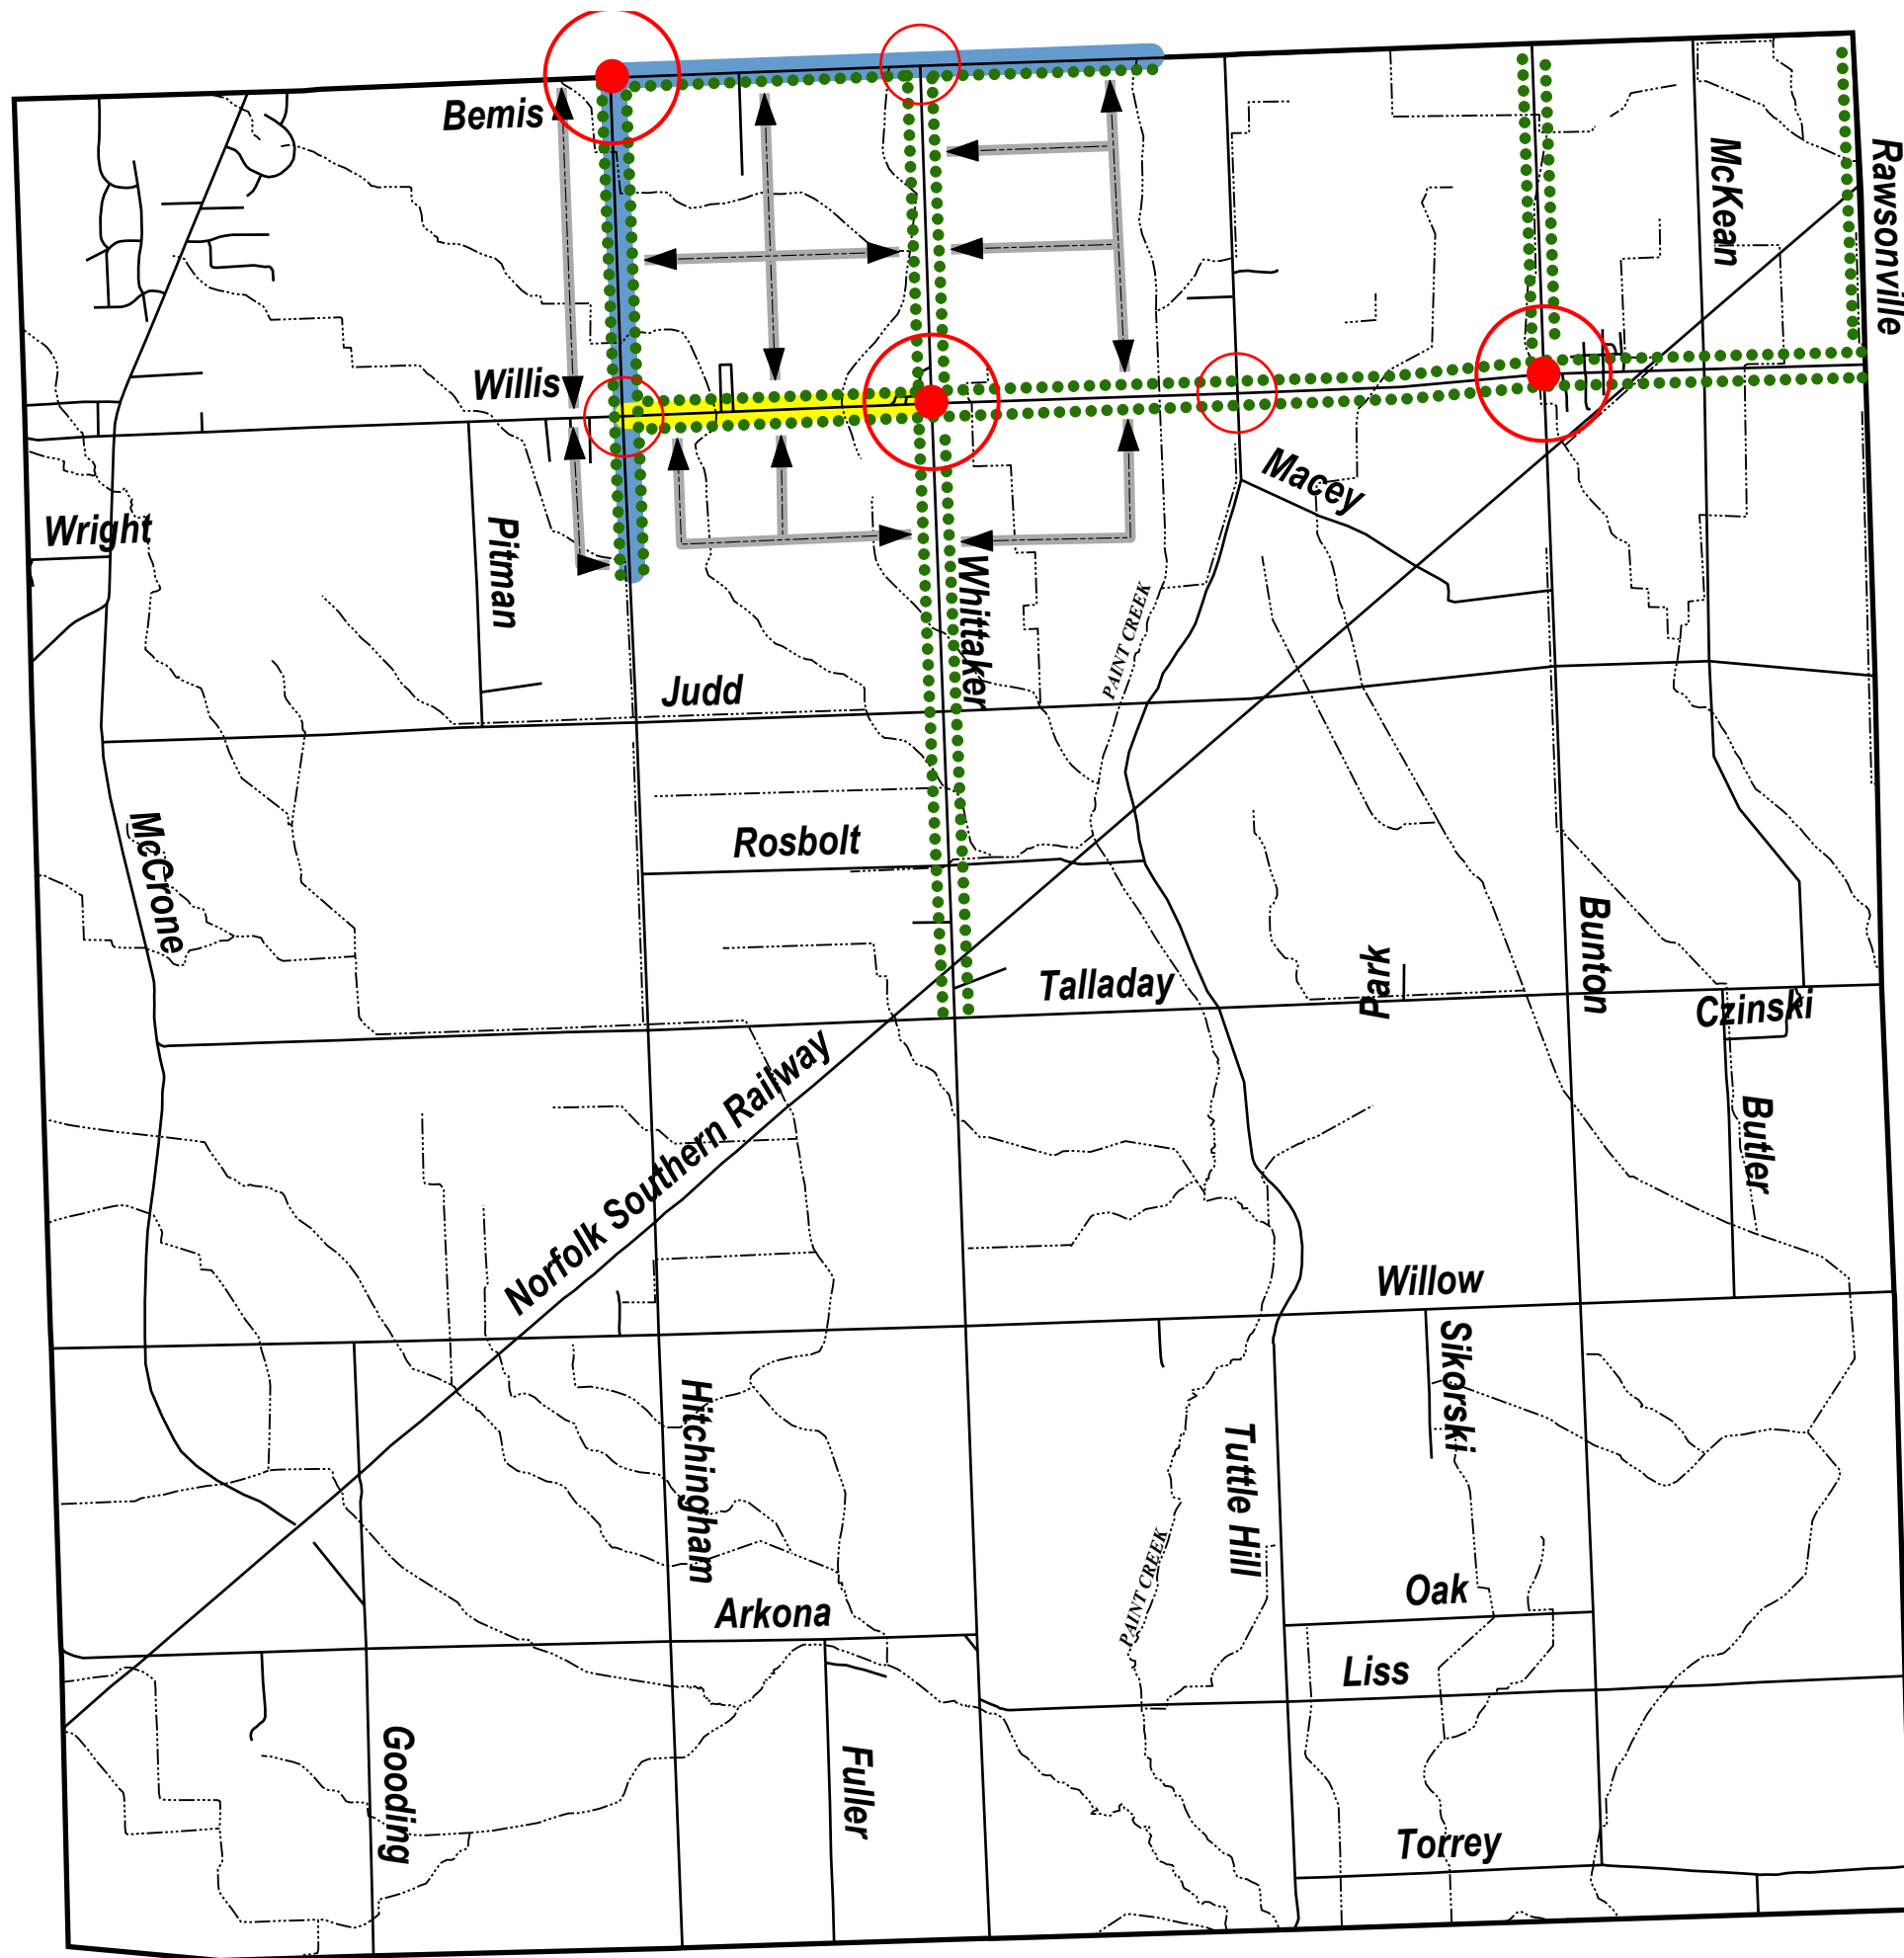 Bemis
McKean
Rawsonville
Willis
Macey
Wright
Pitman
Whittaker
PAINT CREEK
Judd
McCrone
Rosbolt
Bunton
Park
Talladay
Czinski
Norfolk Southern Railway
Butler
Willow
Sikorski
Hitchingham
Tuttle Hill
PAINT CREEK
Oak
Arkona
Liss
Gooding
Fuller
Torrey